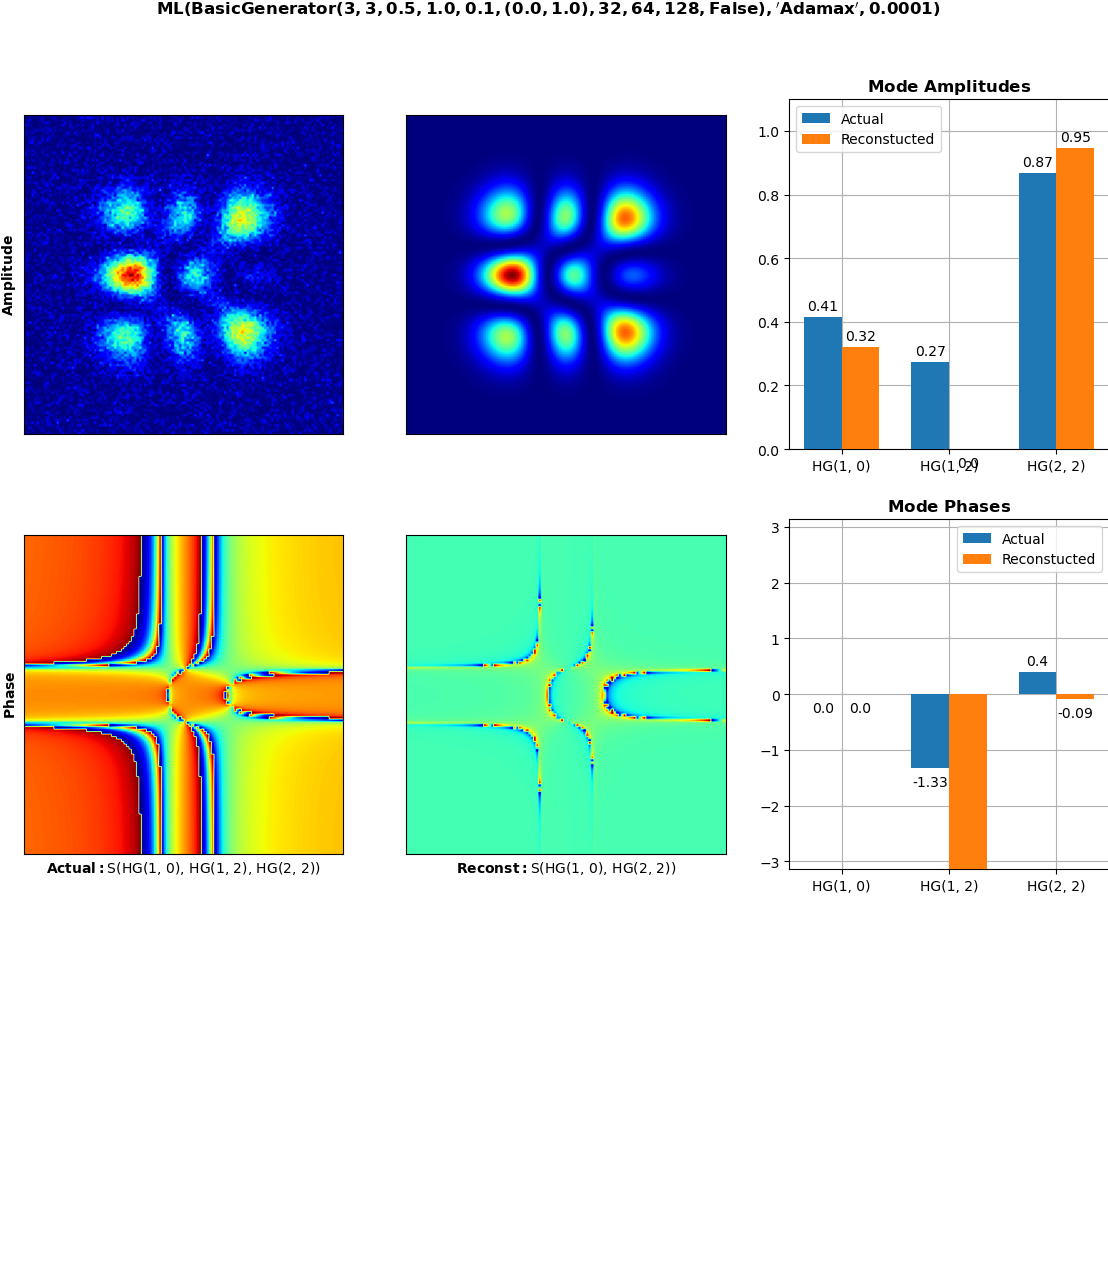 ML(BasicGenerator(3, 3, 0.5, 1.0, 0.1, (0.0, 1.0), 32, 64, 128, False), ′Adamax′, 0.0001)
Amplitude
Mode Amplitudes
Actual
Reconstucted
1.0
0.8
0.6
0.4
0.2
0.0
0.41
0.32
0.27
0.0
0.87
0.95
HG(1, 0)
HG(1, 2)
HG(2, 2)
Phase
Actual: S(HG(1, 0), HG(1, 2), HG(2, 2))
Reconst: S(HG(1, 0), HG(2, 2))
Mode Phases
Actual
Reconstucted
3
2
1
0
−1
−2
−3
0.0
0.0
-1.33
0.4
-0.09
HG(1, 0)
HG(1, 2)
HG(2, 2)